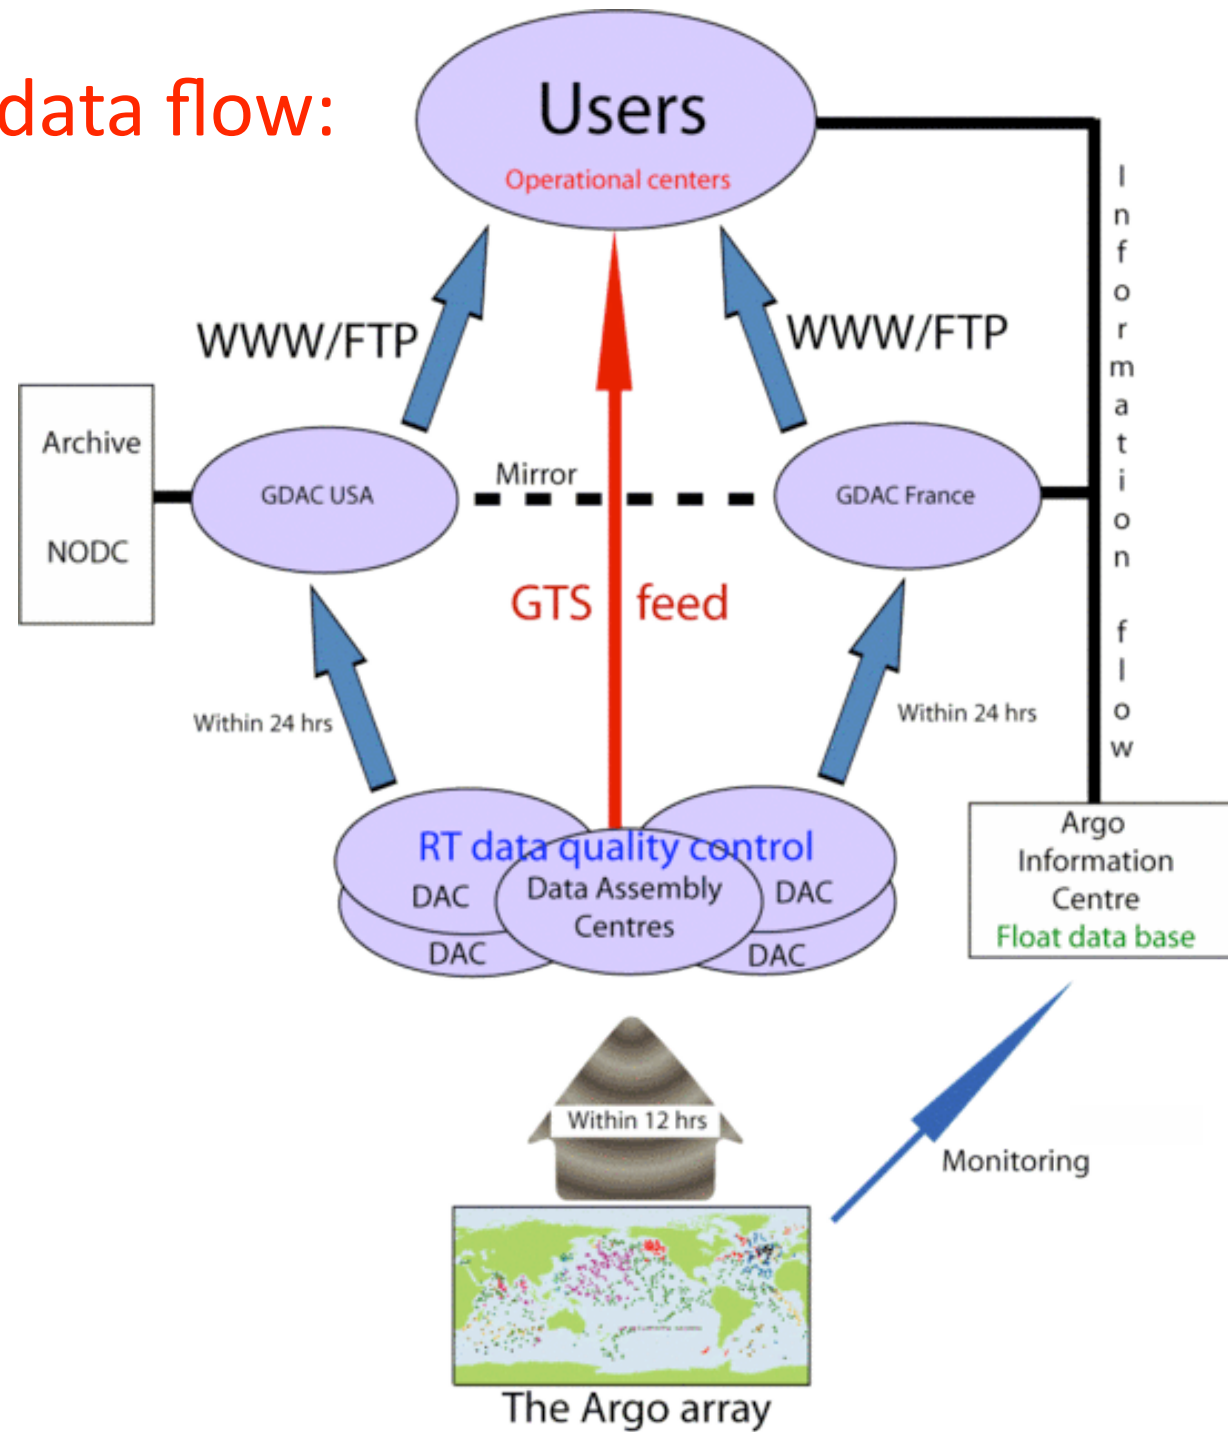 data flow:
Users
Operational centers
WWW/FTP
WWW/FTP
Information flow
Archive
NODC
GDAC USA
Mirror
GDAC France
GTS feed
Within 24 hrs
Within 24 hrs
RT data quality control
DAC
Data Assembly
Centres
DAC
DAC
DAC
Argo
Information
Centre
Float data base
Within 12 hrs
Monitoring
The Argo array